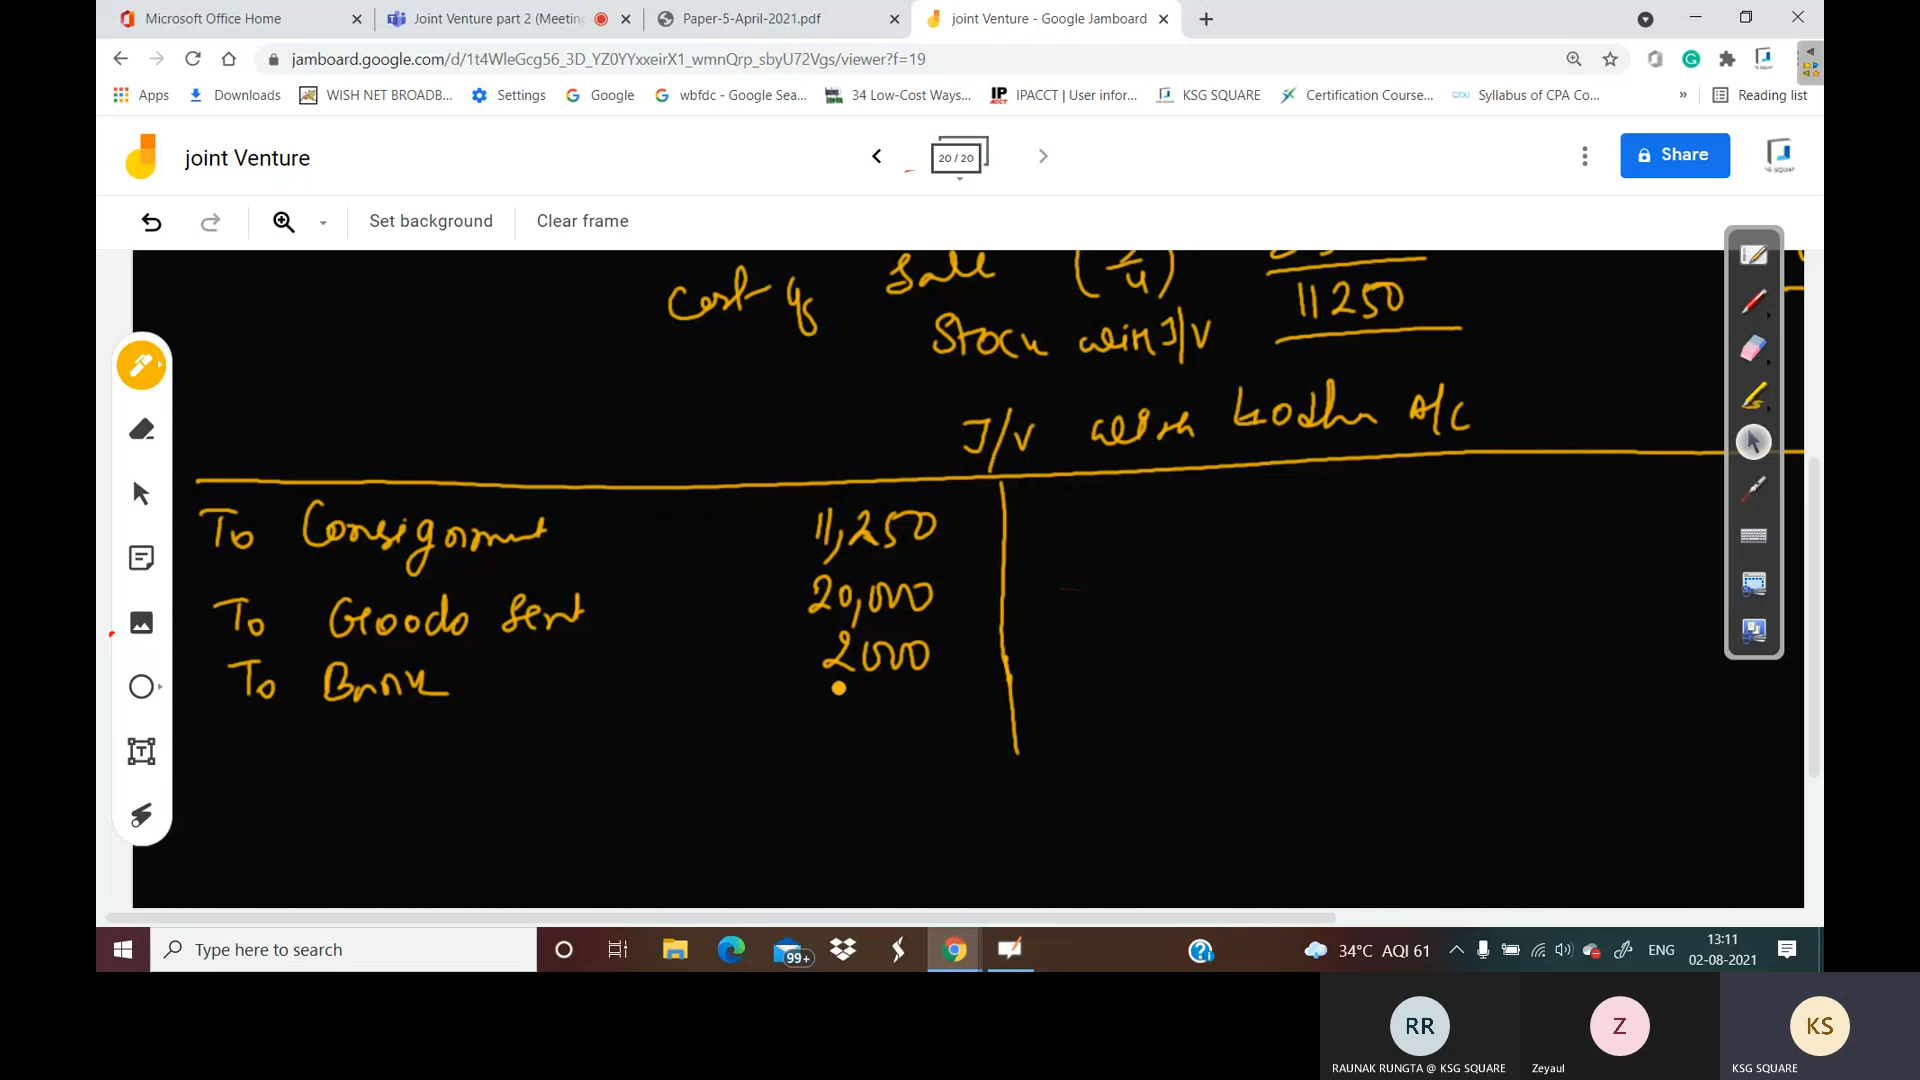 Microsoft Office Home
Joint Venture part 2 (Meeting
Paper-5-April-2021.pdf
joint Venture - Google Jamboard
jamboard.google.com/d/1t4WleGcg56_3D_YZ0YYxxeirX1_wmnQrp_sbyU72Vgs/viewer?f=19
Apps
Downloads
WISH NET BROADB...
Settings
Google
wbfdc - Google Sea...
34 Low-Cost Ways...
IPACCT | User infor...
KSG SQUARE
Certification Course...
Syllabus of CPA Co...
»
Reading list
joint Venture
20 / 20
Share
Set background
Clear frame
Cost of Sale (2/4)
11250
Stock with J/V
J/V with A/C
To Consignment 11,250
To Goods Sent 20,000
To Bank 2000
Type here to search
99+
34°C AQI 61
ENG
13:11
02-08-2021
RR
Z
KS
RAUNAK RUNGTA @ KSG SQUARE
Zeyaul
KSG SQUARE